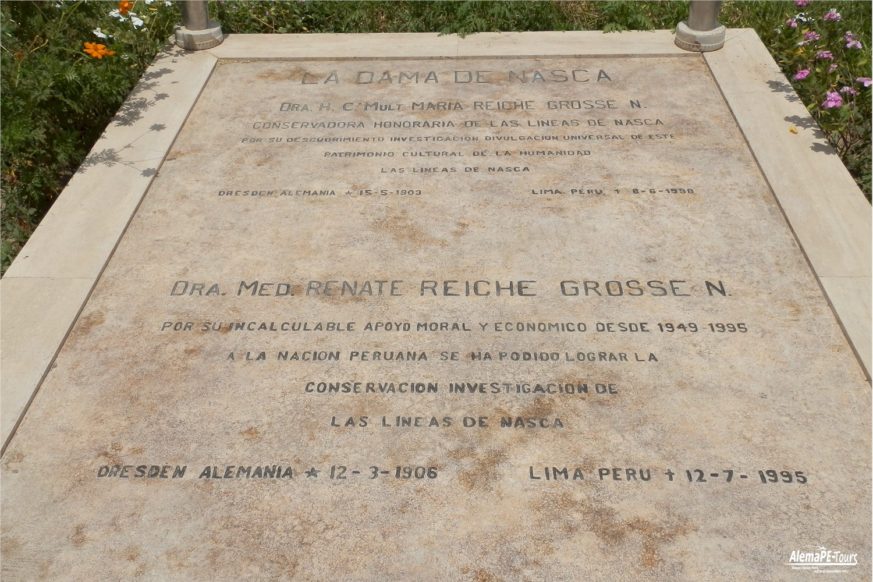 LA DAMA DE NASCA
DRA. H. C. MULT MARIA REICHE GROSSE N.
CONSERVADORA HONORARIA DE LAS LINEAS DE NASCA
POR SU DESCUBRIMIENTO INVESTIGACION DIVULGACION UNIVERSAL DE ESTE
PATRIMONIO CULTURAL DE LA HUMANIDAD
LAS LINEAS DE NASCA
DRESDEN ALEMANIA ★ 15-5-1903 LIMA PERU. † 8-6-1998
DRA. MED. RENATE REICHE GROSSE N.
POR SU INCALCULABLE APOYO MORAL Y ECONOMICO DESDE 1949-1995
A LA NACION PERUANA SE HA PODIDO LOGRAR LA
CONSERVACION INVESTIGACION DE
LAS LINEAS DE NASCA
DRESDEN ALEMANIA ★ 12-3-1906 LIMA PERU † 12-7-1995
AlemaPE-Tours